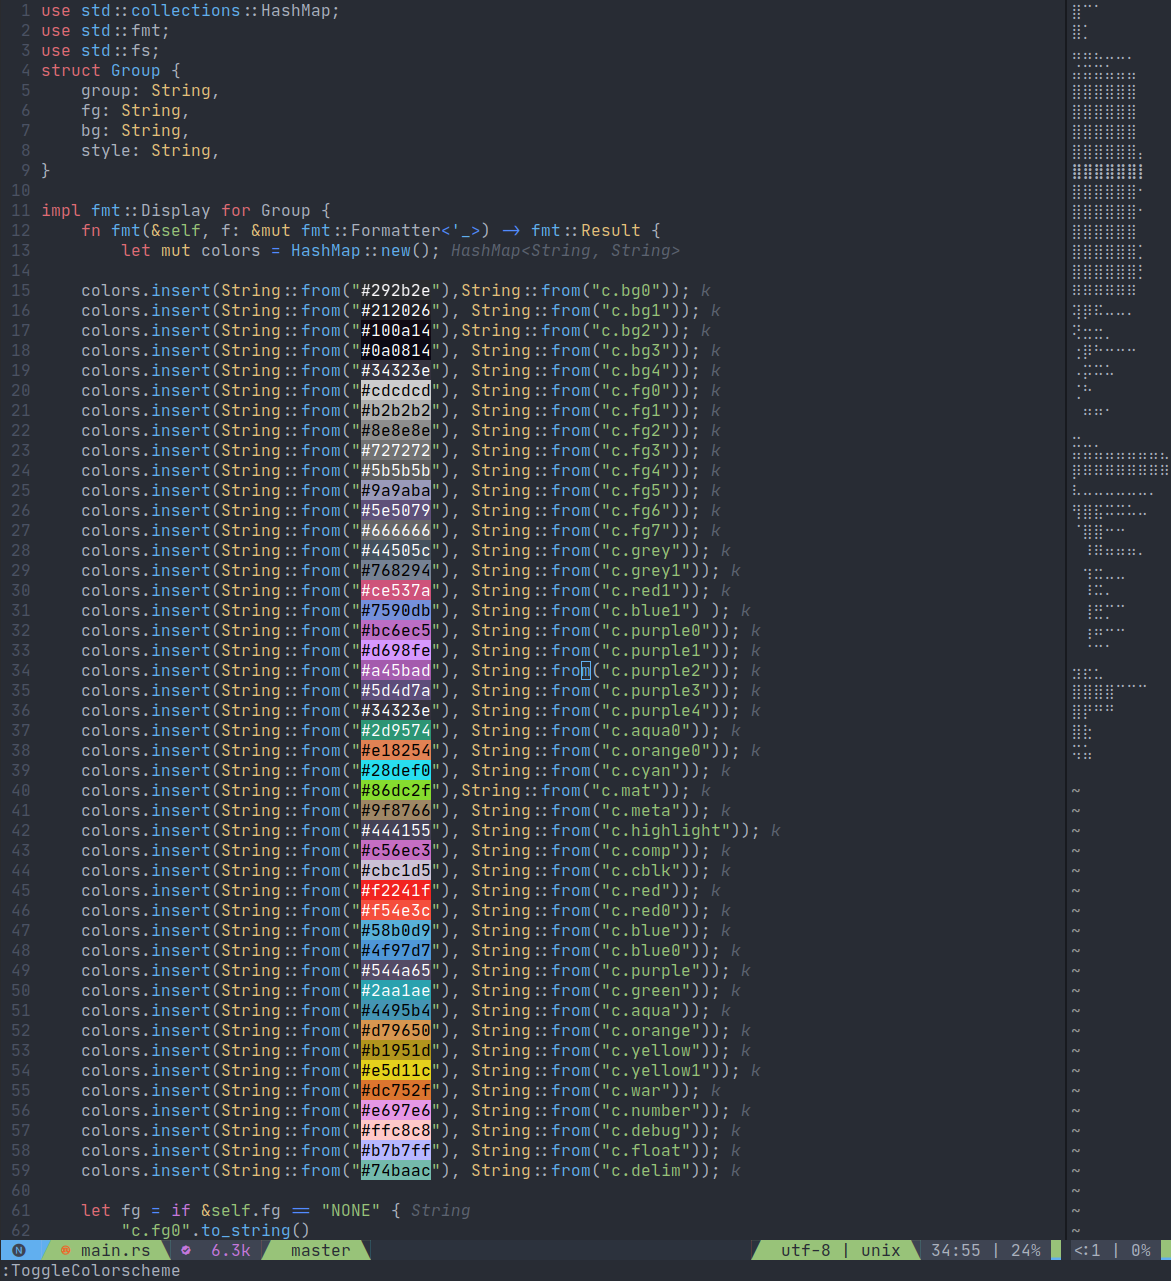 1 use std::collections::HashMap;
2 use std::fmt;
3 use std::fs;
4 struct Group {
5     group: String,
6     fg: String,
7     bg: String,
8     style: String,
9 }
10
11 impl fmt::Display for Group {
12     fn fmt(&self, f: &mut fmt::Formatter<'_>) -> fmt::Result {
13         let mut colors = HashMap::new(); HashMap<String, String>
14
15     colors.insert(String::from("#292b2e"),String::from("c.bg0")); k
16     colors.insert(String::from("#212026"), String::from("c.bg1")); k
17     colors.insert(String::from("#100a14"),String::from("c.bg2")); k
18     colors.insert(String::from("#0a0814"), String::from("c.bg3")); k
19     colors.insert(String::from("#34323e"), String::from("c.bg4")); k
20     colors.insert(String::from("#cdcdcd"), String::from("c.fg0")); k
21     colors.insert(String::from("#b2b2b2"), String::from("c.fg1")); k
22     colors.insert(String::from("#8e8e8e"), String::from("c.fg2")); k
23     colors.insert(String::from("#727272"), String::from("c.fg3")); k
24     colors.insert(String::from("#5b5b5b"), String::from("c.fg4")); k
25     colors.insert(String::from("#9a9aba"), String::from("c.fg5")); k
26     colors.insert(String::from("#5e5079"), String::from("c.fg6")); k
27     colors.insert(String::from("#666666"), String::from("c.fg7")); k
28     colors.insert(String::from("#44505c"), String::from("c.grey")); k
29     colors.insert(String::from("#768294"), String::from("c.grey1")); k
30     colors.insert(String::from("#ce537a"), String::from("c.red1")); k
31     colors.insert(String::from("#7590db"), String::from("c.blue1") ); k
32     colors.insert(String::from("#bc6ec5"), String::from("c.purple0")); k
33     colors.insert(String::from("#d698fe"), String::from("c.purple1")); k
34     colors.insert(String::from("#a45bad"), String::from("c.purple2")); k
35     colors.insert(String::from("#5d4d7a"), String::from("c.purple3")); k
36     colors.insert(String::from("#34323e"), String::from("c.purple4")); k
37     colors.insert(String::from("#2d9574"), String::from("c.aqua0")); k
38     colors.insert(String::from("#e18254"), String::from("c.orange0")); k
39     colors.insert(String::from("#28def0"), String::from("c.cyan")); k
40     colors.insert(String::from("#86dc2f"),String::from("c.mat")); k
41     colors.insert(String::from("#9f8766"), String::from("c.meta")); k
42     colors.insert(String::from("#444155"), String::from("c.highlight")); k
43     colors.insert(String::from("#c56ec3"), String::from("c.comp")); k
44     colors.insert(String::from("#cbc1d5"), String::from("c.cblk")); k
45     colors.insert(String::from("#f2241f"), String::from("c.red")); k
46     colors.insert(String::from("#f54e3c"), String::from("c.red0")); k
47     colors.insert(String::from("#58b0d9"), String::from("c.blue")); k
48     colors.insert(String::from("#4f97d7"), String::from("c.blue0")); k
49     colors.insert(String::from("#544a65"), String::from("c.purple")); k
50     colors.insert(String::from("#2aa1ae"), String::from("c.green")); k
51     colors.insert(String::from("#4495b4"), String::from("c.aqua")); k
52     colors.insert(String::from("#d79650"), String::from("c.orange")); k
53     colors.insert(String::from("#b1951d"), String::from("c.yellow")); k
54     colors.insert(String::from("#e5d11c"), String::from("c.yellow1")); k
55     colors.insert(String::from("#dc752f"), String::from("c.war")); k
56     colors.insert(String::from("#e697e6"), String::from("c.number")); k
57     colors.insert(String::from("#ffc8c8"), String::from("c.debug")); k
58     colors.insert(String::from("#b7b7ff"), String::from("c.float")); k
59     colors.insert(String::from("#74baac"), String::from("c.delim")); k
60
61     let fg = if &self.fg == "NONE" { String
62         "c.fg0".to_string()
N main.rs 6.3k master utf-8 | unix 34:55 | 24% <:1 | 0%
:ToggleColorscheme